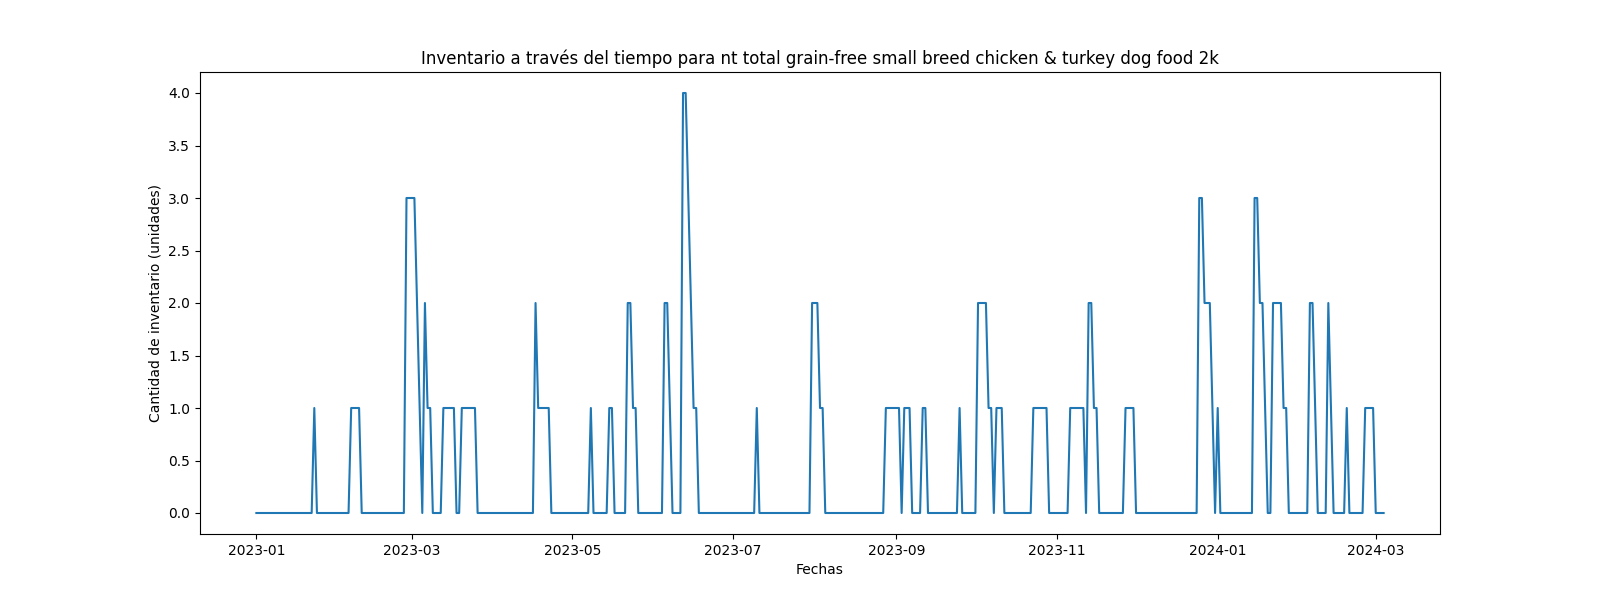 Inventario a través del tiempo para nt total grain-free small breed chicken & turkey dog food 2k
Cantidad de inventario (unidades)
4.0
3.5
3.0
2.5
2.0
1.5
1.0
0.5
0.0
2023-01 2023-03 2023-05 2023-07 2023-09 2023-11 2024-01 2024-03
Fechas